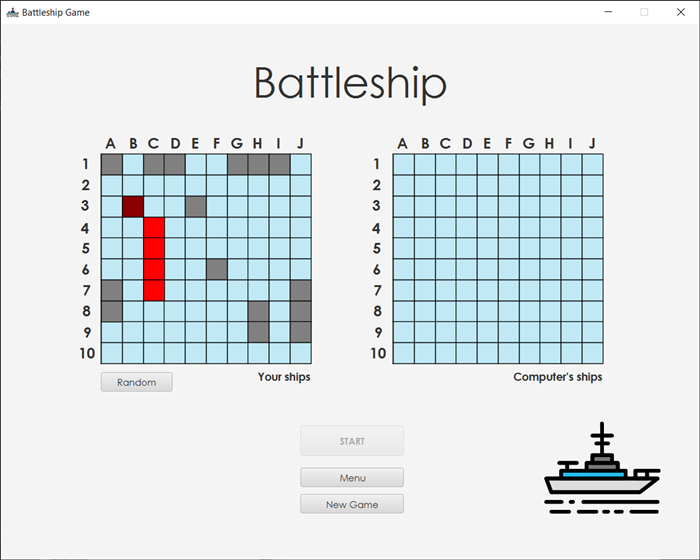 Battleship Game
Battleship
A B C D E F G H I J
A B C D E F G H I J
1
2
3
4
5
6
7
8
9
10
1
2
3
4
5
6
7
8
9
10
Random
Your ships
Computer's ships
START
Menu
New Game